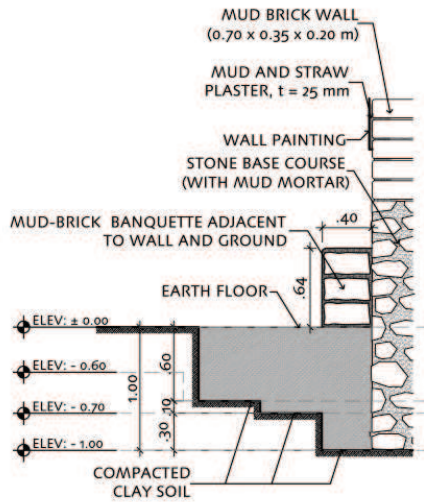 MUD BRICK WALL
(0.70 x 0.35 x 0.20 m)
MUD AND STRAW
PLASTER, t = 25 mm
WALL PAINTING
STONE BASE COURSE
(WITH MUD MORTAR)
.40
MUD-BRICK BANQUETTE ADJACENT
TO WALL AND GROUND
.64
EARTH FLOOR
ELEV: ± 0.00
.60
1.00
ELEV: - 0.60
.10
ELEV: - 0.70
.30
ELEV: - 1.00
COMPACTED
CLAY SOIL